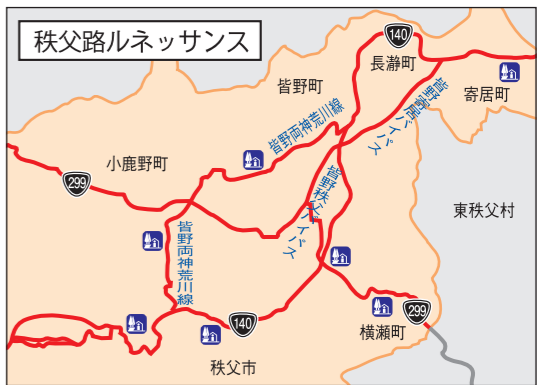 秩父路ルネッサンス
140
長瀞町
皆野町
寄居町
皆野寄居バイパス
皆野両神荒川線
小鹿野町
299
皆野秩父バイパス
東秩父村
皆野両神荒川線
140
299
横瀬町
秩父市